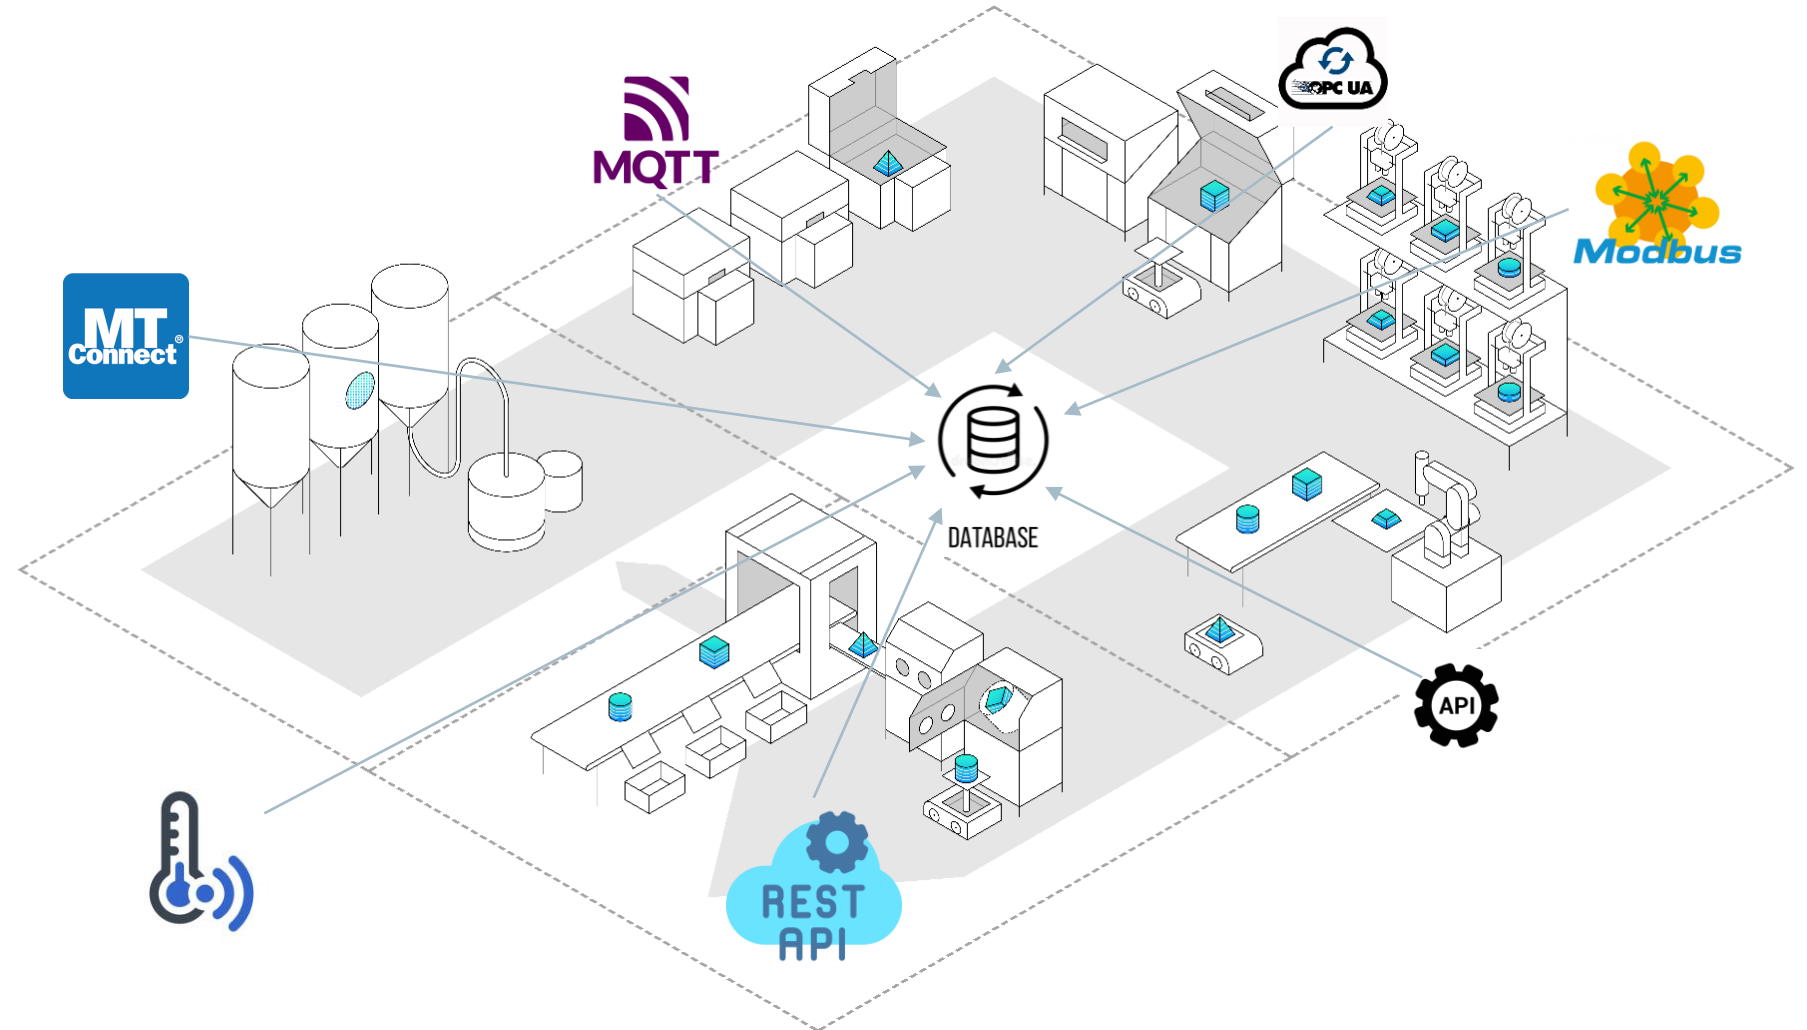 MQTT
OPC UA
Modbus
MT
Connect®
DATABASE
API
REST
API